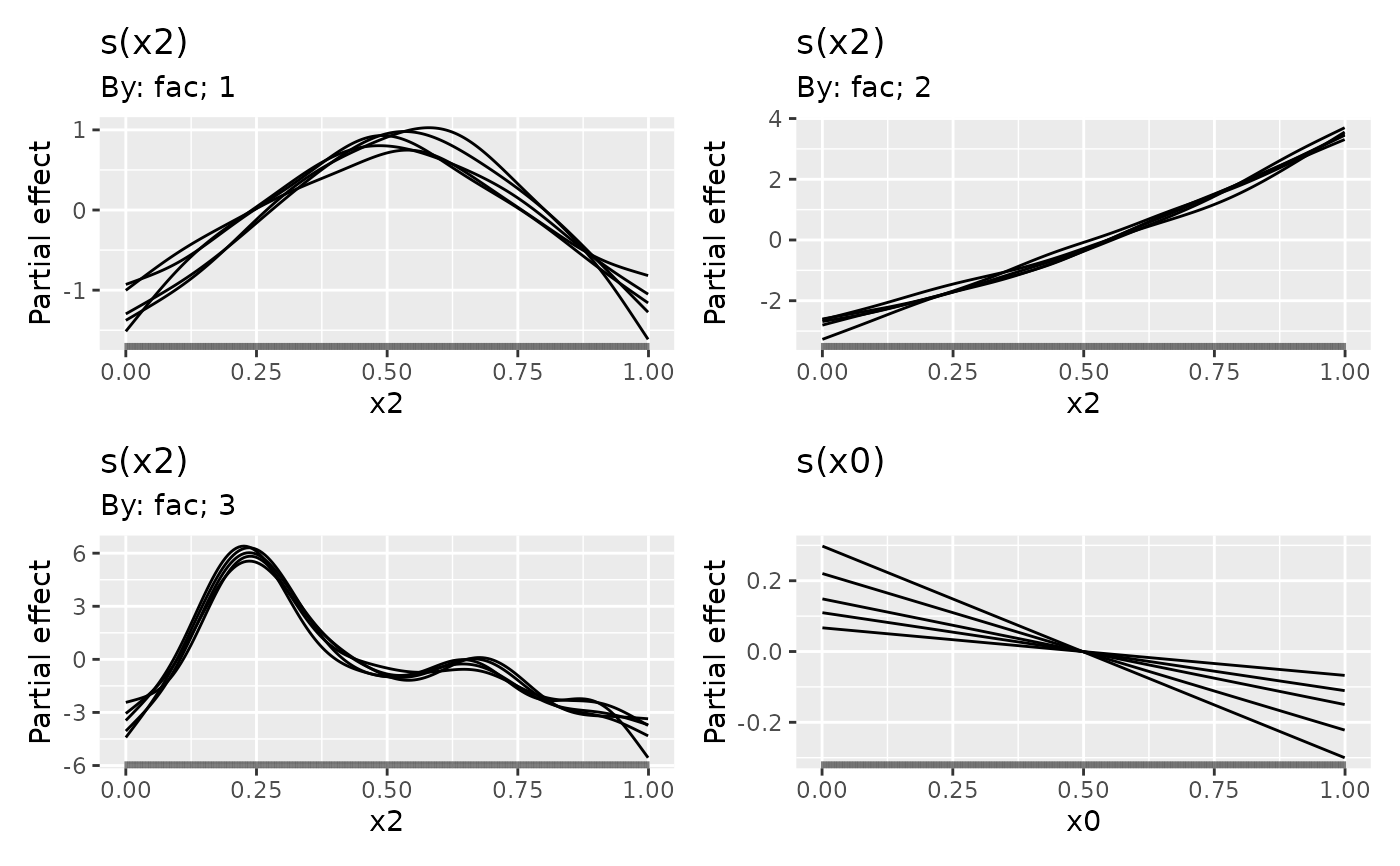 s(x2)
By: fac; 1
Partial effect
1
0
-1
0.00 0.25 0.50 0.75 1.00
x2
s(x2)
By: fac; 2
Partial effect
4
2
0
-2
0.00 0.25 0.50 0.75 1.00
x2
s(x2)
By: fac; 3
Partial effect
6
3
0
-3
-6
0.00 0.25 0.50 0.75 1.00
x2
s(x0)
Partial effect
0.2
0.0
-0.2
0.00 0.25 0.50 0.75 1.00
x0